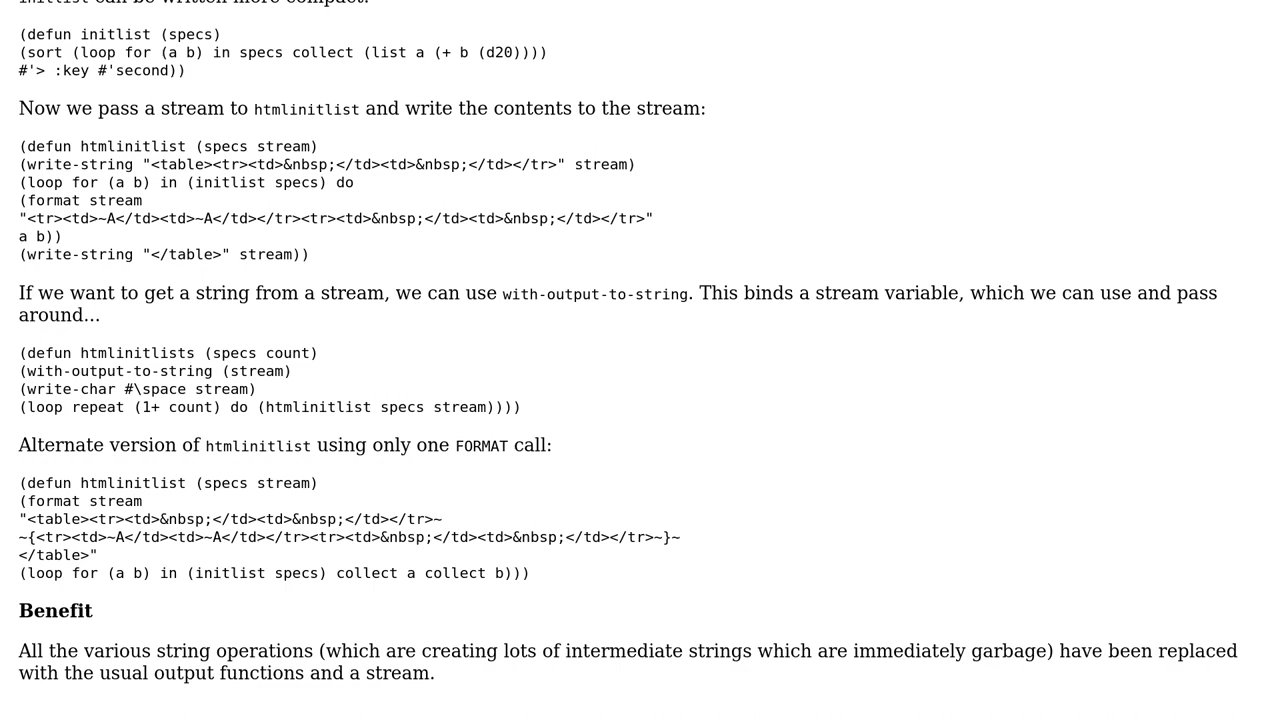 initlist can be written more compact.
(defun initlist (specs)
(sort (loop for (a b) in specs collect (list a (+ b (d20))))
#'> :key #'second))
Now we pass a stream to htmlinitlist and write the contents to the stream:
(defun htmlinitlist (specs stream)
(write-string "<table><tr><td>&nbsp;</td><td>&nbsp;</td></tr>" stream)
(loop for (a b) in (initlist specs) do
(format stream
"<tr><td>~A</td><td>~A</td></tr><tr><td>&nbsp;</td><td>&nbsp;</td></tr>"
a b))
(write-string "</table>" stream))
If we want to get a string from a stream, we can use with-output-to-string. This binds a stream variable, which we can use and pass
around...
(defun htmlinitlists (specs count)
(with-output-to-string (stream)
(write-char #\space stream)
(loop repeat (1+ count) do (htmlinitlist specs stream))))
Alternate version of htmlinitlist using only one FORMAT call:
(defun htmlinitlist (specs stream)
(format stream
"<table><tr><td>&nbsp;</td><td>&nbsp;</td></tr>~
~{<tr><td>~A</td><td>~A</td></tr><tr><td>&nbsp;</td><td>&nbsp;</td></tr>~}~
</table>"
(loop for (a b) in (initlist specs) collect a collect b)))
Benefit
All the various string operations (which are creating lots of intermediate strings which are immediately garbage) have been replaced
with the usual output functions and a stream.